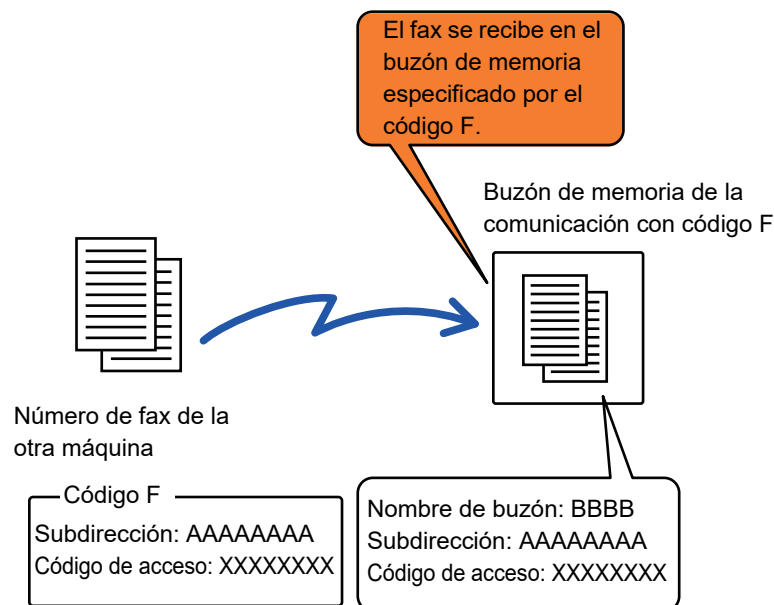 El fax se recibe en el
buzón de memoria
especificado por el
código F.
Buzón de memoria de la
comunicación con código F
Número de fax de la
otra máquina
Código F
Subdirección: AAAAAAAA
Código de acceso: XXXXXXXX
Nombre de buzón: BBBB
Subdirección: AAAAAAAA
Código de acceso: XXXXXXXX